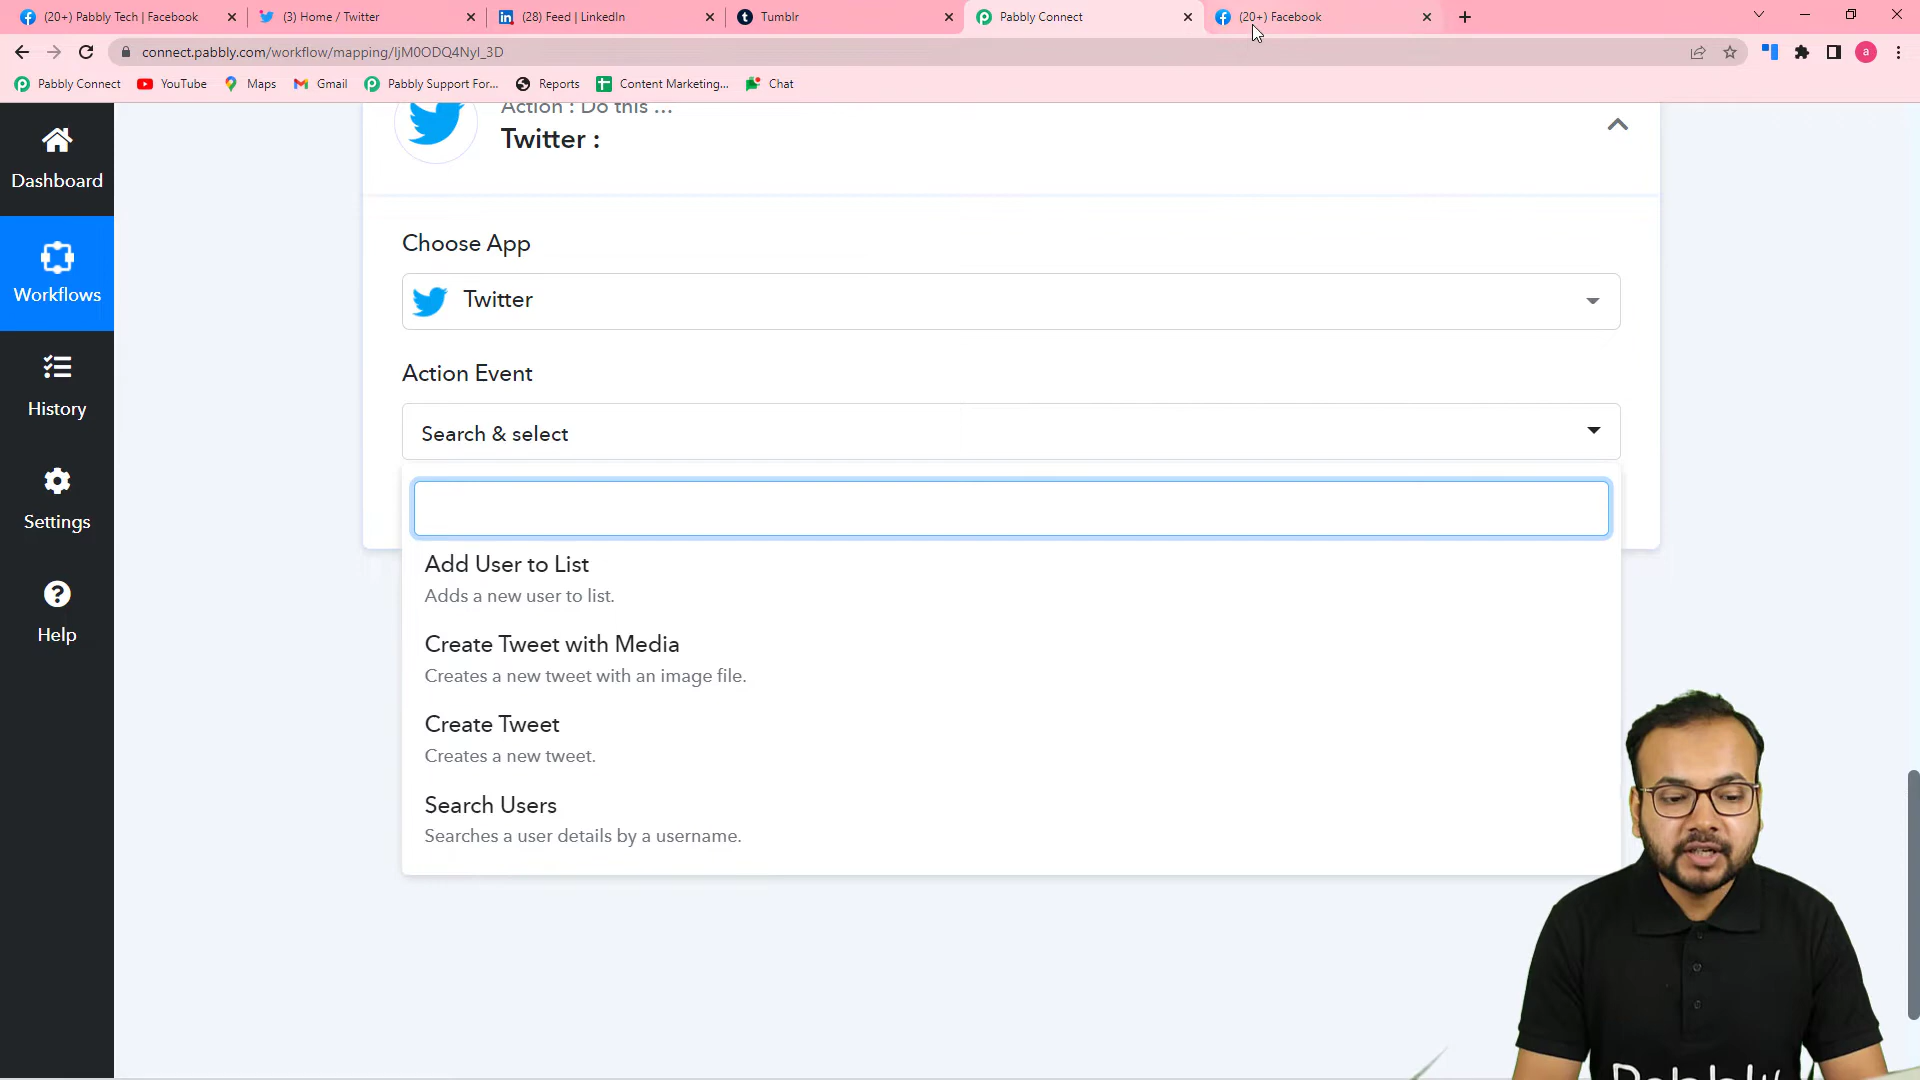 (20+) Pabbly Tech | Facebook
(3) Home / Twitter
(28) Feed | LinkedIn
Tumblr
Pabbly Connect
(20+) Facebook
connect.pabbly.com/workflow/mapping/IjM0ODQ4NyI_3D
a
Pabbly Connect
YouTube
Maps
Gmail
Pabbly Support For...
Reports
Content Marketing...
Chat
Dashboard
Workflows
History
Settings
Help
Action : Do this ...
Twitter :
Choose App
Twitter
Action Event
Search & select
Add User to List
Adds a new user to list.
Create Tweet with Media
Creates a new tweet with an image file.
Create Tweet
Creates a new tweet.
Search Users
Searches a user details by a username.
Pabbly